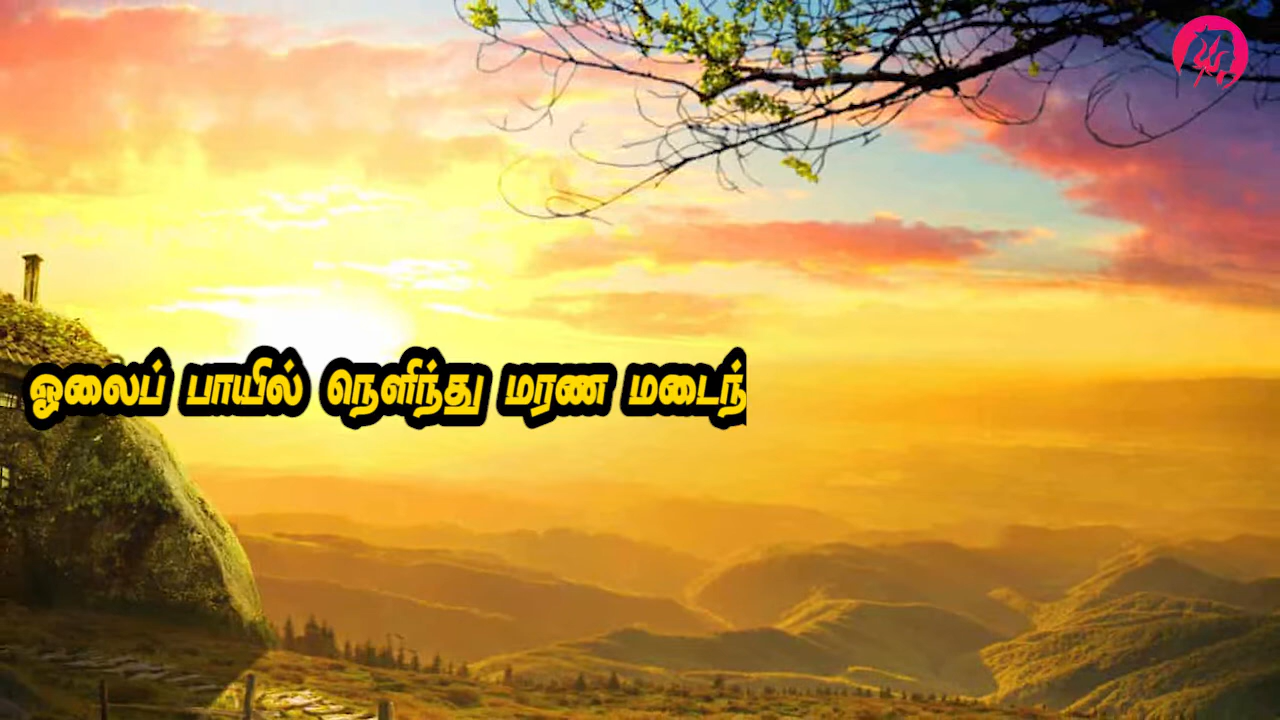 ஓலைப் பாயில் நெளிந்து மரண மடைந்